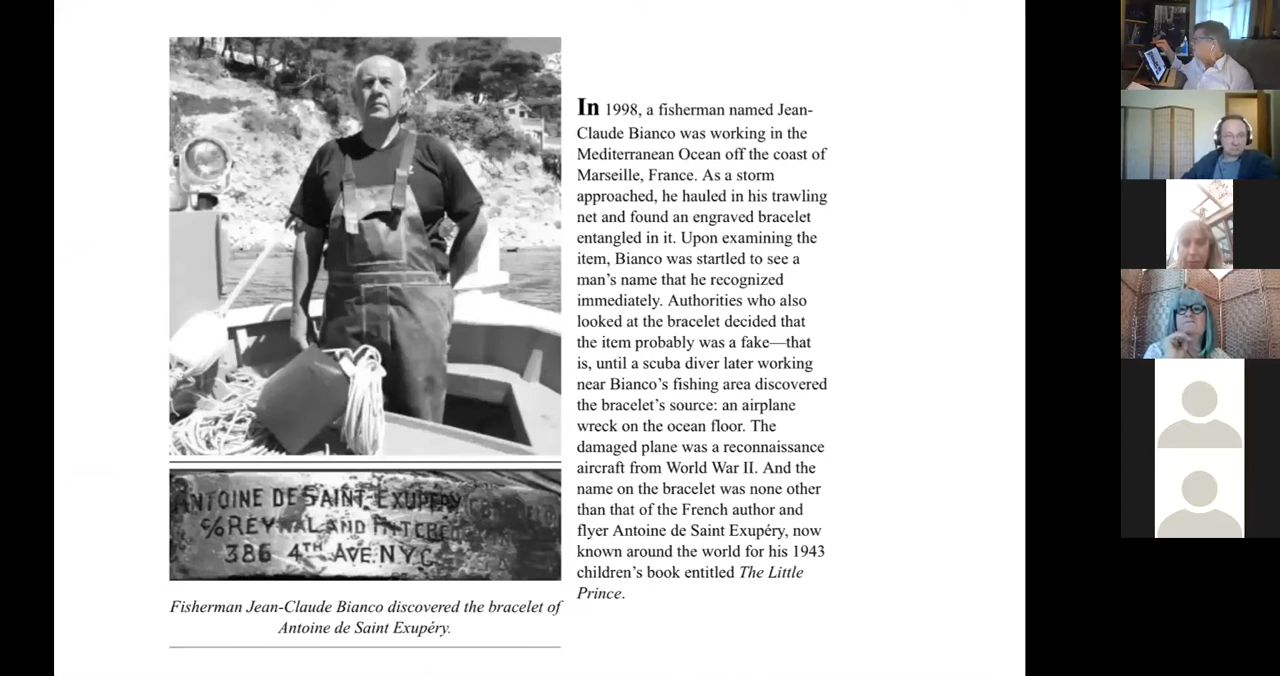 In 1998, a fisherman named Jean-
Claude Bianco was working in the
Mediterranean Ocean off the coast of
Marseille, France. As a storm
approached, he hauled in his trawling
net and found an engraved bracelet
entangled in it. Upon examining the
item, Bianco was startled to see a
man’s name that he recognized
immediately. Authorities who also
looked at the bracelet decided that
the item probably was a fake—that
is, until a scuba diver later working
near Bianco’s fishing area discovered
the bracelet’s source: an airplane
wreck on the ocean floor. The
damaged plane was a reconnaissance
aircraft from World War II. And the
name on the bracelet was none other
than that of the French author and
flyer Antoine de Saint Exupéry, now
known around the world for his 1943
children’s book entitled The Little
Prince.
ANTOINE DE SAINT-EXUPÉRY
c/o REYNAL AND HITCHC
386 4TH AVE. NYC
Fisherman Jean-Claude Bianco discovered the bracelet of
Antoine de Saint Exupéry.